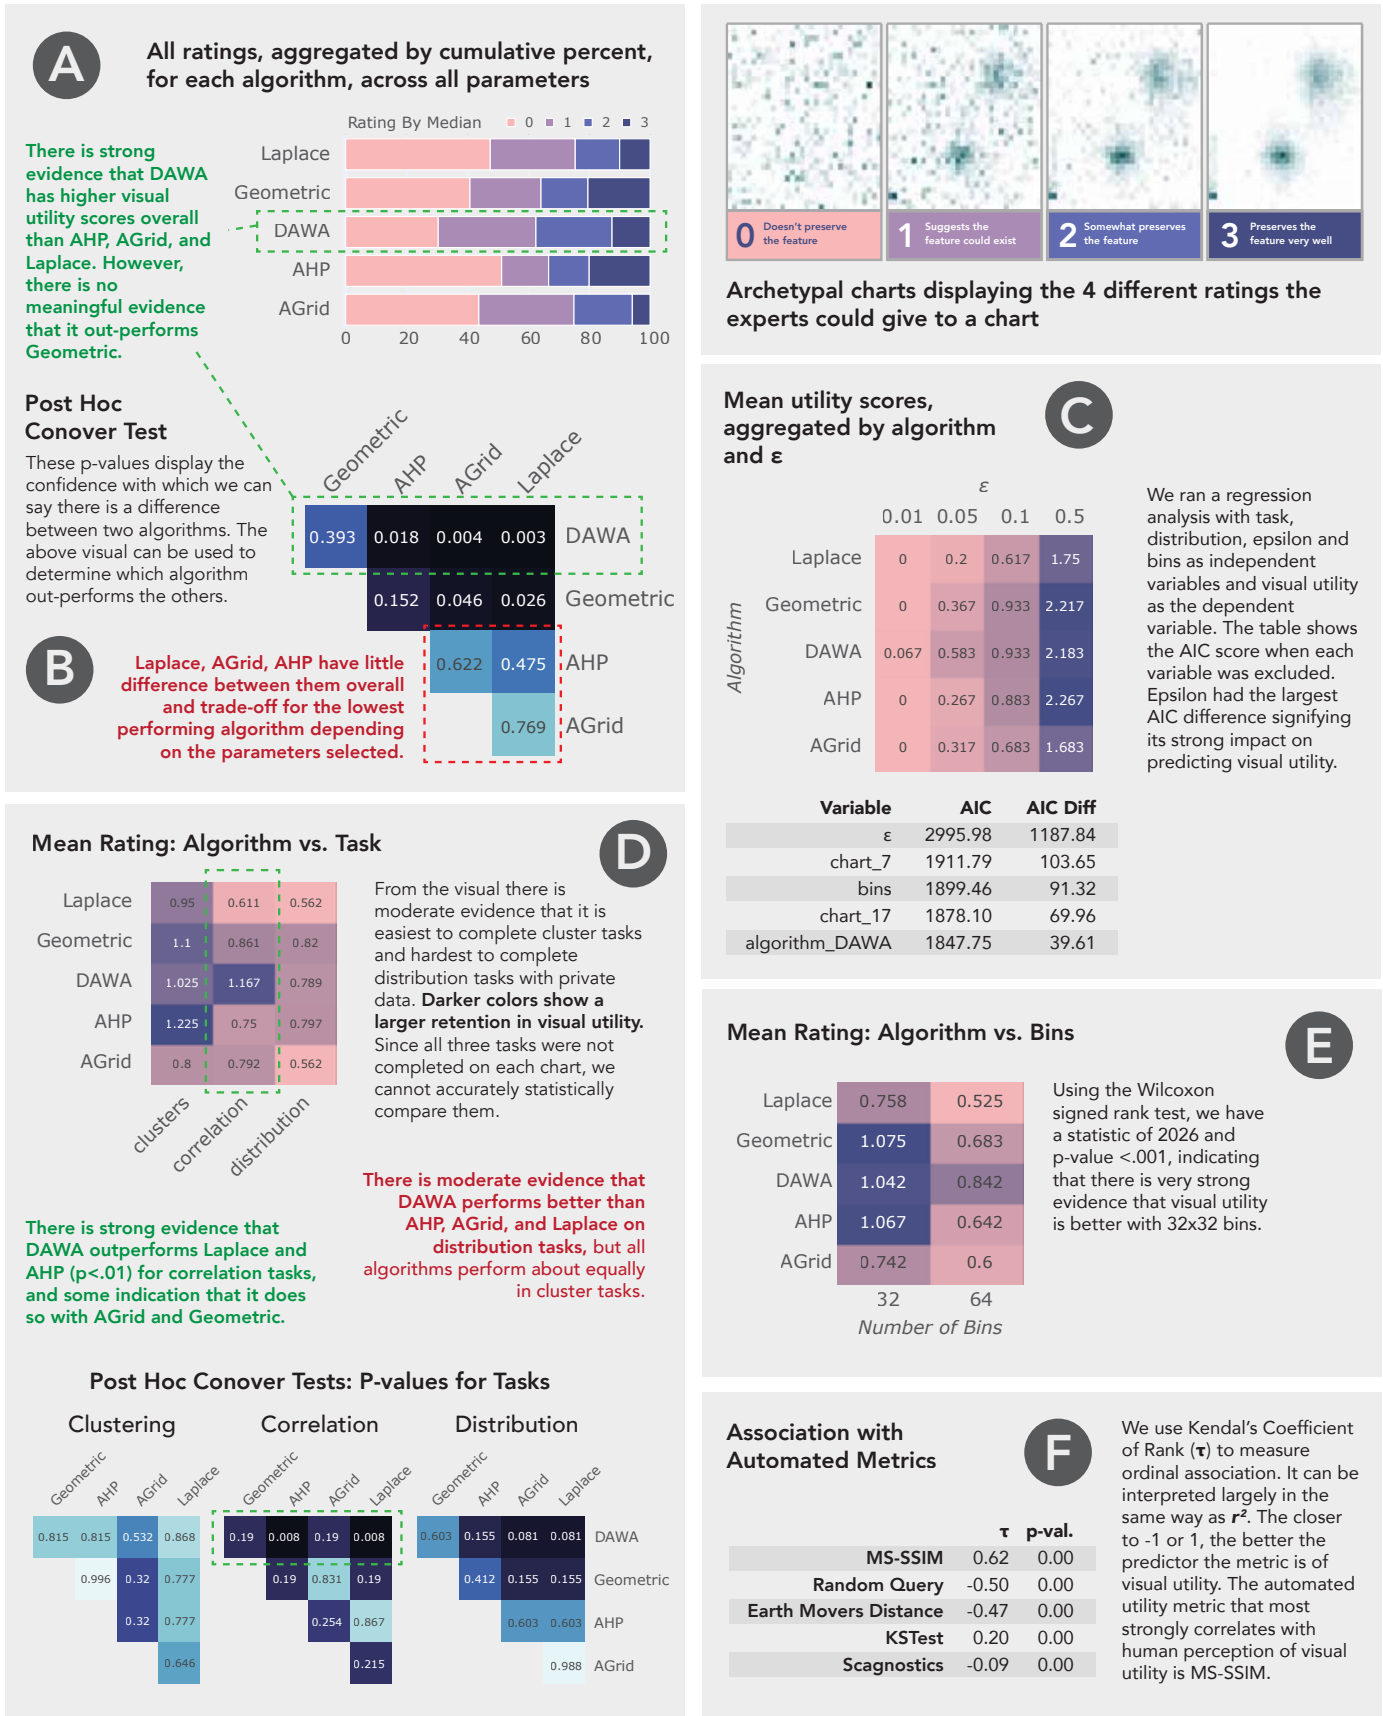 A
All ratings, aggregated by cumulative percent,
for each algorithm, across all parameters
Rating By Median 0 1 2 3
There is strong
evidence that DAWA
has higher visual
utility scores overall
than AHP, AGrid, and
Laplace. However,
there is no
meaningful evidence
that it out-performs
Geometric.
Laplace
Geometric
DAWA
AHP
AGrid
0 20 40 60 80 100
Post Hoc
Conover Test
These p-values display the
confidence with which we can
say there is a difference
between two algorithms. The
above visual can be used to
determine which algorithm
out-performs the others.
Geometric AHP AGrid Laplace
0.393 0.018 0.004 0.003 DAWA
0.152 0.046 0.026 Geometric
0.622 0.475 AHP
0.769 AGrid
B
Laplace, AGrid, AHP have little
difference between them overall
and trade-off for the lowest
performing algorithm depending
on the parameters selected.
0 Doesn't preserve
the feature
1 Suggests the
feature could exist
2 Somewhat preserves
the feature
3 Preserves the
feature very well
Archetypal charts displaying the 4 different ratings the
experts could give to a chart
C
Mean utility scores,
aggregated by algorithm
and ε
ε
0.01 0.05 0.1 0.5
Algorithm
Laplace 0 0.2 0.617 1.75
Geometric 0 0.367 0.933 2.217
DAWA 0.067 0.583 0.933 2.183
AHP 0 0.267 0.883 2.267
AGrid 0 0.317 0.683 1.683
We ran a regression
analysis with task,
distribution, epsilon and
bins as independent
variables and visual utility
as the dependent
variable. The table shows
the AIC score when each
variable was excluded.
Epsilon had the largest
AIC difference signifying
its strong impact on
predicting visual utility.
Variable AIC AIC Diff
ε 2995.98 1187.84
chart_7 1911.79 103.65
bins 1899.46 91.32
chart_17 1878.10 69.96
algorithm_DAWA 1847.75 39.61
D
Mean Rating: Algorithm vs. Task
Laplace 0.95 0.611 0.562
Geometric 1.1 0.861 0.82
DAWA 1.025 1.167 0.789
AHP 1.225 0.75 0.797
AGrid 0.8 0.792 0.562
clusters correlation distribution
From the visual there is
moderate evidence that it is
easiest to complete cluster tasks
and hardest to complete
distribution tasks with private
data. Darker colors show a
larger retention in visual utility.
Since all three tasks were not
completed on each chart, we
cannot accurately statistically
compare them.
There is moderate evidence that
DAWA performs better than
AHP, AGrid, and Laplace on
distribution tasks, but all
algorithms perform about equally
in cluster tasks.
There is strong evidence that
DAWA outperforms Laplace and
AHP (p<.01) for correlation tasks,
and some indication that it does
so with AGrid and Geometric.
Post Hoc Conover Tests: P-values for Tasks
Clustering Correlation Distribution
Geometric AHP AGrid Laplace Geometric AHP AGrid Laplace Geometric AHP AGrid Laplace
0.815 0.815 0.532 0.868 0.19 0.008 0.19 0.008 0.603 0.155 0.081 0.081 DAWA
0.996 0.32 0.777 0.19 0.831 0.19 0.412 0.155 0.155 Geometric
0.32 0.777 0.254 0.867 0.603 0.603 AHP
0.646 0.215 0.988 AGrid
E
Mean Rating: Algorithm vs. Bins
Laplace 0.758 0.525
Geometric 1.075 0.683
DAWA 1.042 0.842
AHP 1.067 0.642
AGrid 0.742 0.6
32 64
Number of Bins
Using the Wilcoxon
signed rank test, we have
a statistic of 2026 and
p-value <.001, indicating
that there is very strong
evidence that visual utility
is better with 32x32 bins.
F
Association with
Automated Metrics
τ p-val.
MS-SSIM 0.62 0.00
Random Query -0.50 0.00
Earth Movers Distance -0.47 0.00
KSTest 0.20 0.00
Scagnostics -0.09 0.00
We use Kendal's Coefficient
of Rank (τ) to measure
ordinal association. It can be
interpreted largely in the
same way as r². The closer
to -1 or 1, the better the
predictor the metric is of
visual utility. The automated
utility metric that most
strongly correlates with
human perception of visual
utility is MS-SSIM.